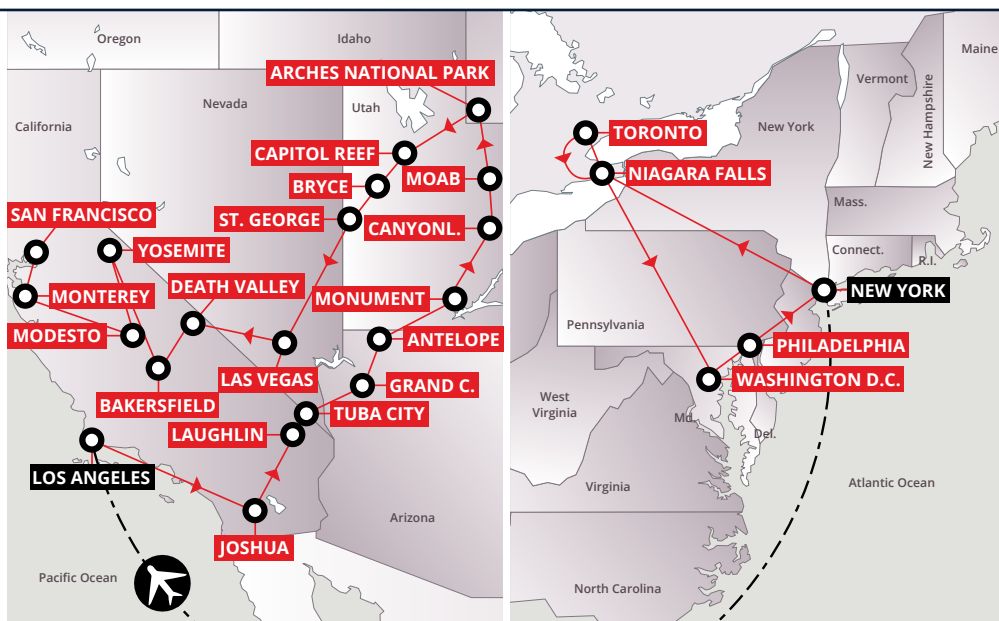 Oregon
Idaho
ARCHES NATIONAL PARK
Nevada
Utah
California
CAPITOL REEF
BRYCE
MOAB
SAN FRANCISCO
ST. GEORGE
CANYONL.
YOSEMITE
DEATH VALLEY
MONTEREY
MONUMENT
MODESTO
ANTELOPE
LAS VEGAS
GRAND C.
BAKERSFIELD
TUBA CITY
LAUGHLIN
LOS ANGELES
Arizona
JOSHUA
Pacific Ocean
Maine
Vermont
New Hampshire
New York
TORONTO
NIAGARA FALLS
Mass.
Connect.
R.I.
NEW YORK
Pennsylvania
PHILADELPHIA
WASHINGTON D.C.
West
Virginia
Md.
Del.
Virginia
Atlantic Ocean
North Carolina